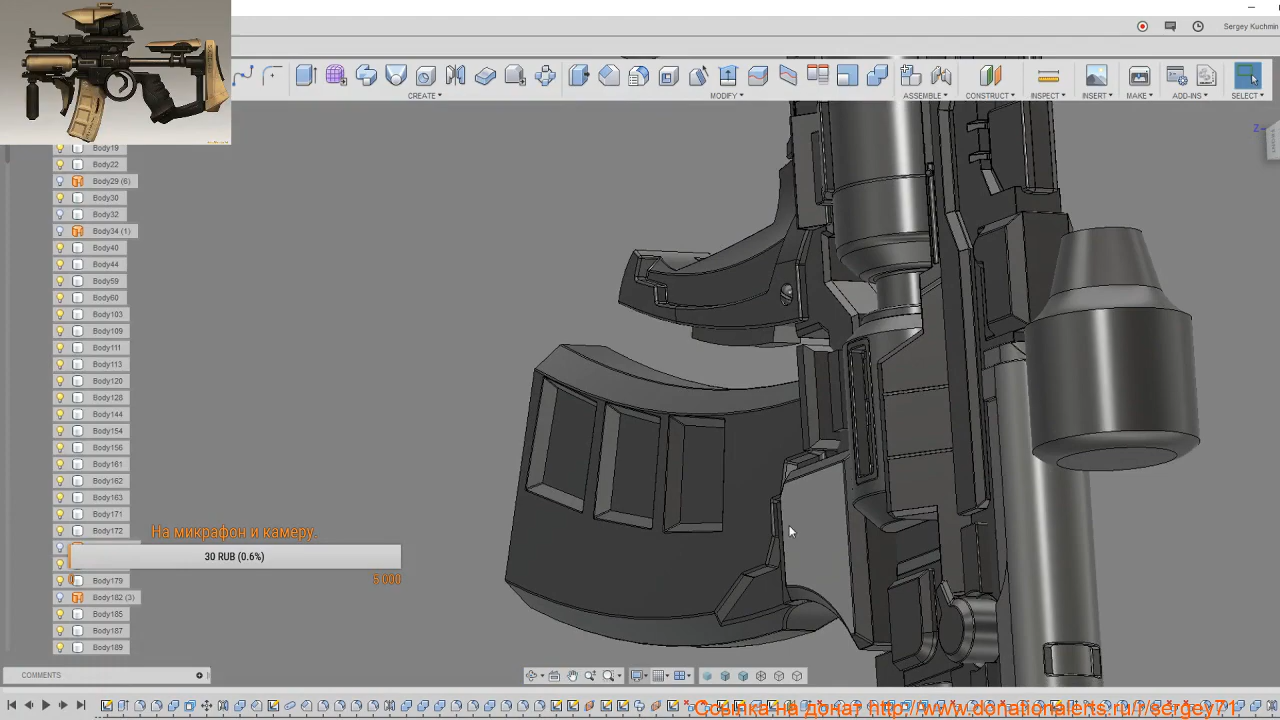 Sergey Kuchmin
CREATE
MODIFY
ASSEMBLE
CONSTRUCT
INSPECT
INSERT
MAKE
ADD-INS
SELECT
Z
Body19
Body22
Body29 (6)
Body30
Body32
Body34 (1)
Body40
Body44
Body59
Body60
Body103
Body109
Body111
Body113
Body120
Body128
Body144
Body154
Body156
Body161
Body162
Body163
Body171
Body172
На микрафон и камеру.
30 RUB (0.6%)
0
5 000
Body179
Body182 (3)
Body185
Body187
Body189
COMMENTS
Ссылка на дона? http://www.donationalerts.ru/r/sergey71